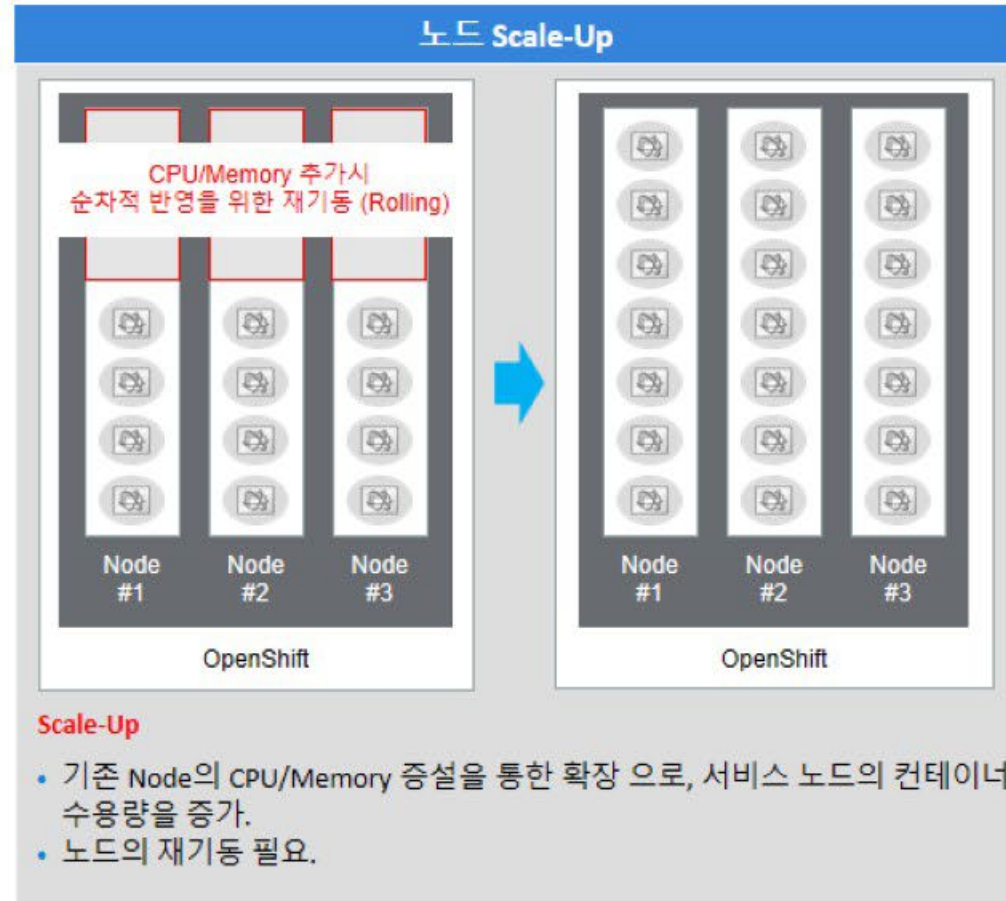 노드 Scale-Up
CPU/Memory 추가시
순차적 반영을 위한 재기동 (Rolling)
Node
#1
Node
#2
Node
#3
OpenShift
Node
#1
Node
#2
Node
#3
OpenShift
Scale-Up
• 기존 Node의 CPU/Memory 증설을 통한 확장 으로, 서비스 노드의 컨테이너
수용량을 증가.
• 노드의 재기동 필요.